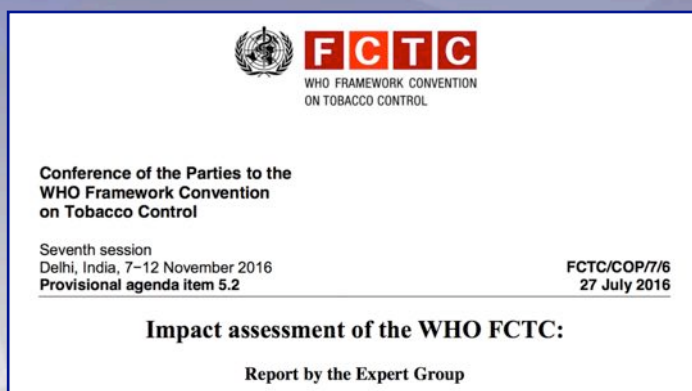 FCTC
WHO FRAMEWORK CONVENTION
ON TOBACCO CONTROL
Conference of the Parties to the
WHO Framework Convention
on Tobacco Control
Seventh session
Delhi, India, 7–12 November 2016
Provisional agenda item 5.2
FCTC/COP/7/6
27 July 2016
Impact assessment of the WHO FCTC:
Report by the Expert Group